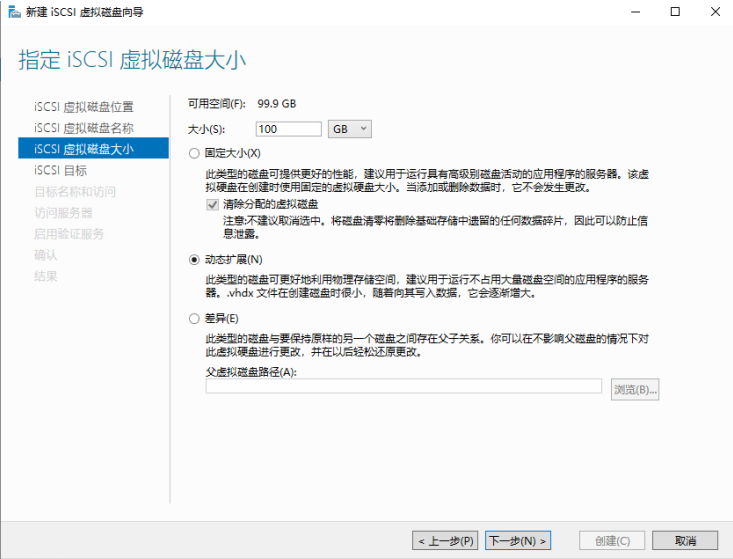 新建 iSCSI 虚拟磁盘向导
指定 iSCSI 虚拟磁盘大小
iSCSI 虚拟磁盘位置
iSCSI 虚拟磁盘名称
iSCSI 虚拟磁盘大小
iSCSI 目标
目标名称和访问
访问服务器
启用验证服务
确认
结果
可用空间(F): 99.9 GB
大小(S): 100 GB
固定大小(X)
此类型的磁盘可提供更好的性能，建议用于运行具有高级别磁盘活动的应用程序的服务器。该虚
拟硬盘在创建时使用固定的虚拟硬盘大小。当添加或删除数据时，它不会发生更改。
清除分配的虚拟磁盘
注意:不建议取消选中。将磁盘清零将删除基础存储中遗留的任何数据碎片，因此可以防止信
息泄露。
动态扩展(N)
此类型的磁盘可更好地利用物理存储空间，建议用于运行不占用大量磁盘空间的应用程序的服务
器。.vhdx 文件在创建磁盘时很小，随着向其写入数据，它会逐渐增大。
差异(E)
此类型的磁盘与要保持原样的另一个磁盘之间存在父子关系。你可以在不影响父磁盘的情况下对
此虚拟硬盘进行更改，并在以后轻松还原更改。
父虚拟磁盘路径(A):
浏览(B)...
< 上一步(P) 下一步(N) > 创建(C) 取消